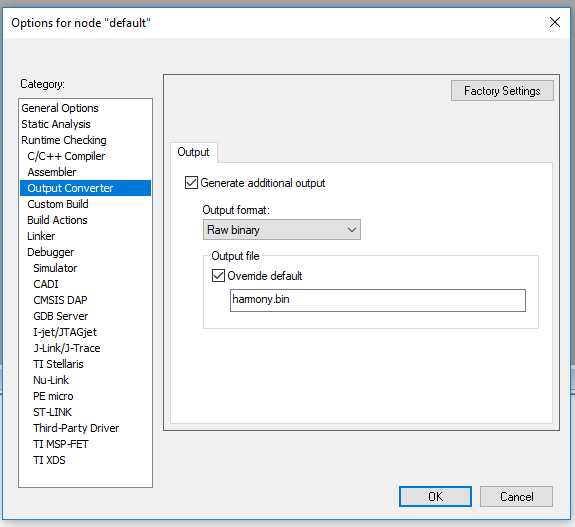 Options for node "default"
Category:
General Options
Static Analysis
Runtime Checking
C/C++ Compiler
Assembler
Output Converter
Custom Build
Build Actions
Linker
Debugger
Simulator
CADI
CMSIS DAP
GDB Server
I-jet/JTAGjet
J-Link/J-Trace
TI Stellaris
Nu-Link
PE micro
ST-LINK
Third-Party Driver
TI MSP-FET
TI XDS
Factory Settings
Output
Generate additional output
Output format:
Raw binary
Output file
Override default
harmony.bin
OK
Cancel